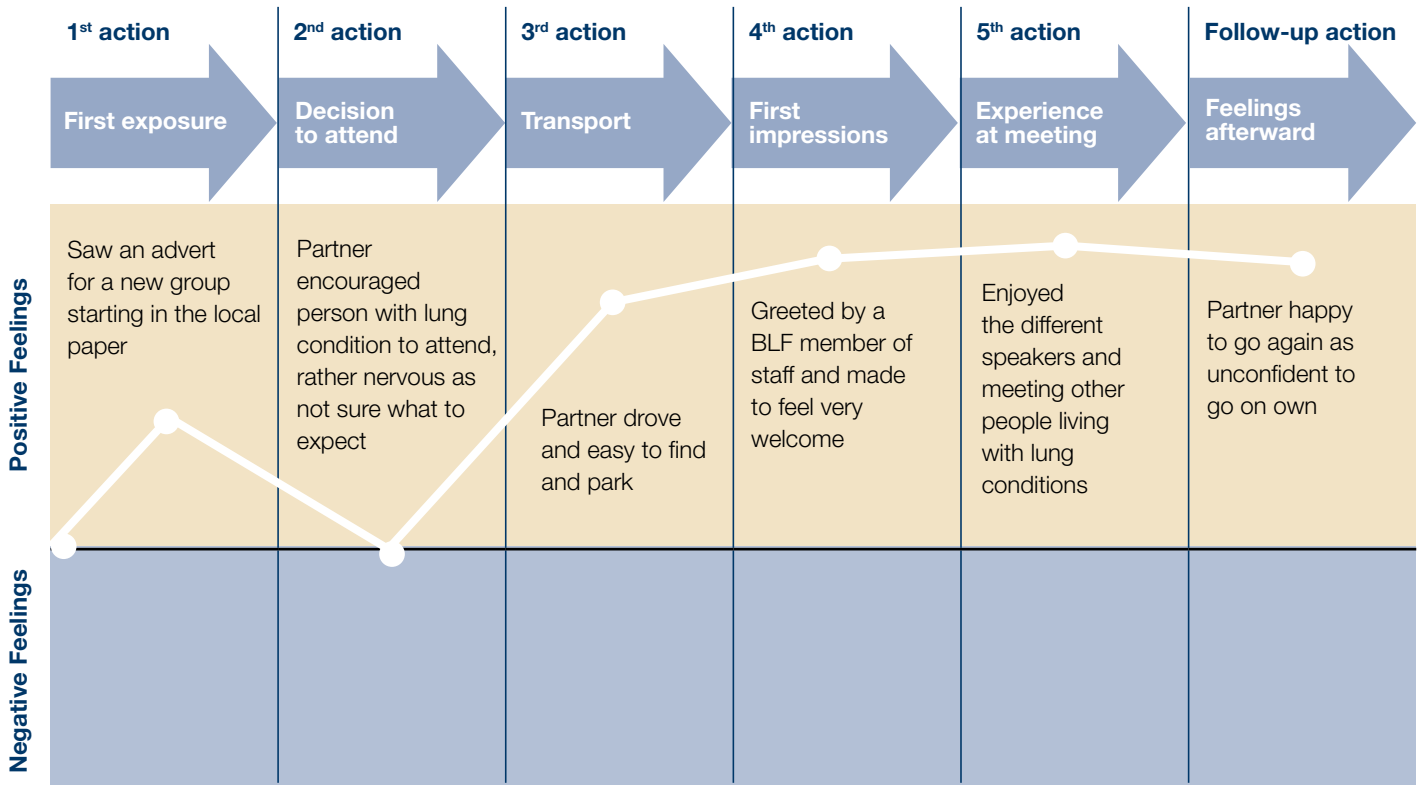 1st action
First exposure
Saw an advert
for a new group
starting in the local
paper
2nd action
Decision
to attend
Partner
encouraged
person with lung
condition to attend,
rather nervous as
not sure what to
expect
3rd action
Transport
Partner drove
and easy to find
and park
4th action
First
impressions
Greeted by a
BLF member of
staff and made
to feel very
welcome
5th action
Experience
at meeting
Enjoyed
the different
speakers and
meeting other
people living
with lung
conditions
Follow-up action
Feelings
afterward
Partner happy
to go again as
unconfident to
go on own
Positive Feelings
Negative Feelings